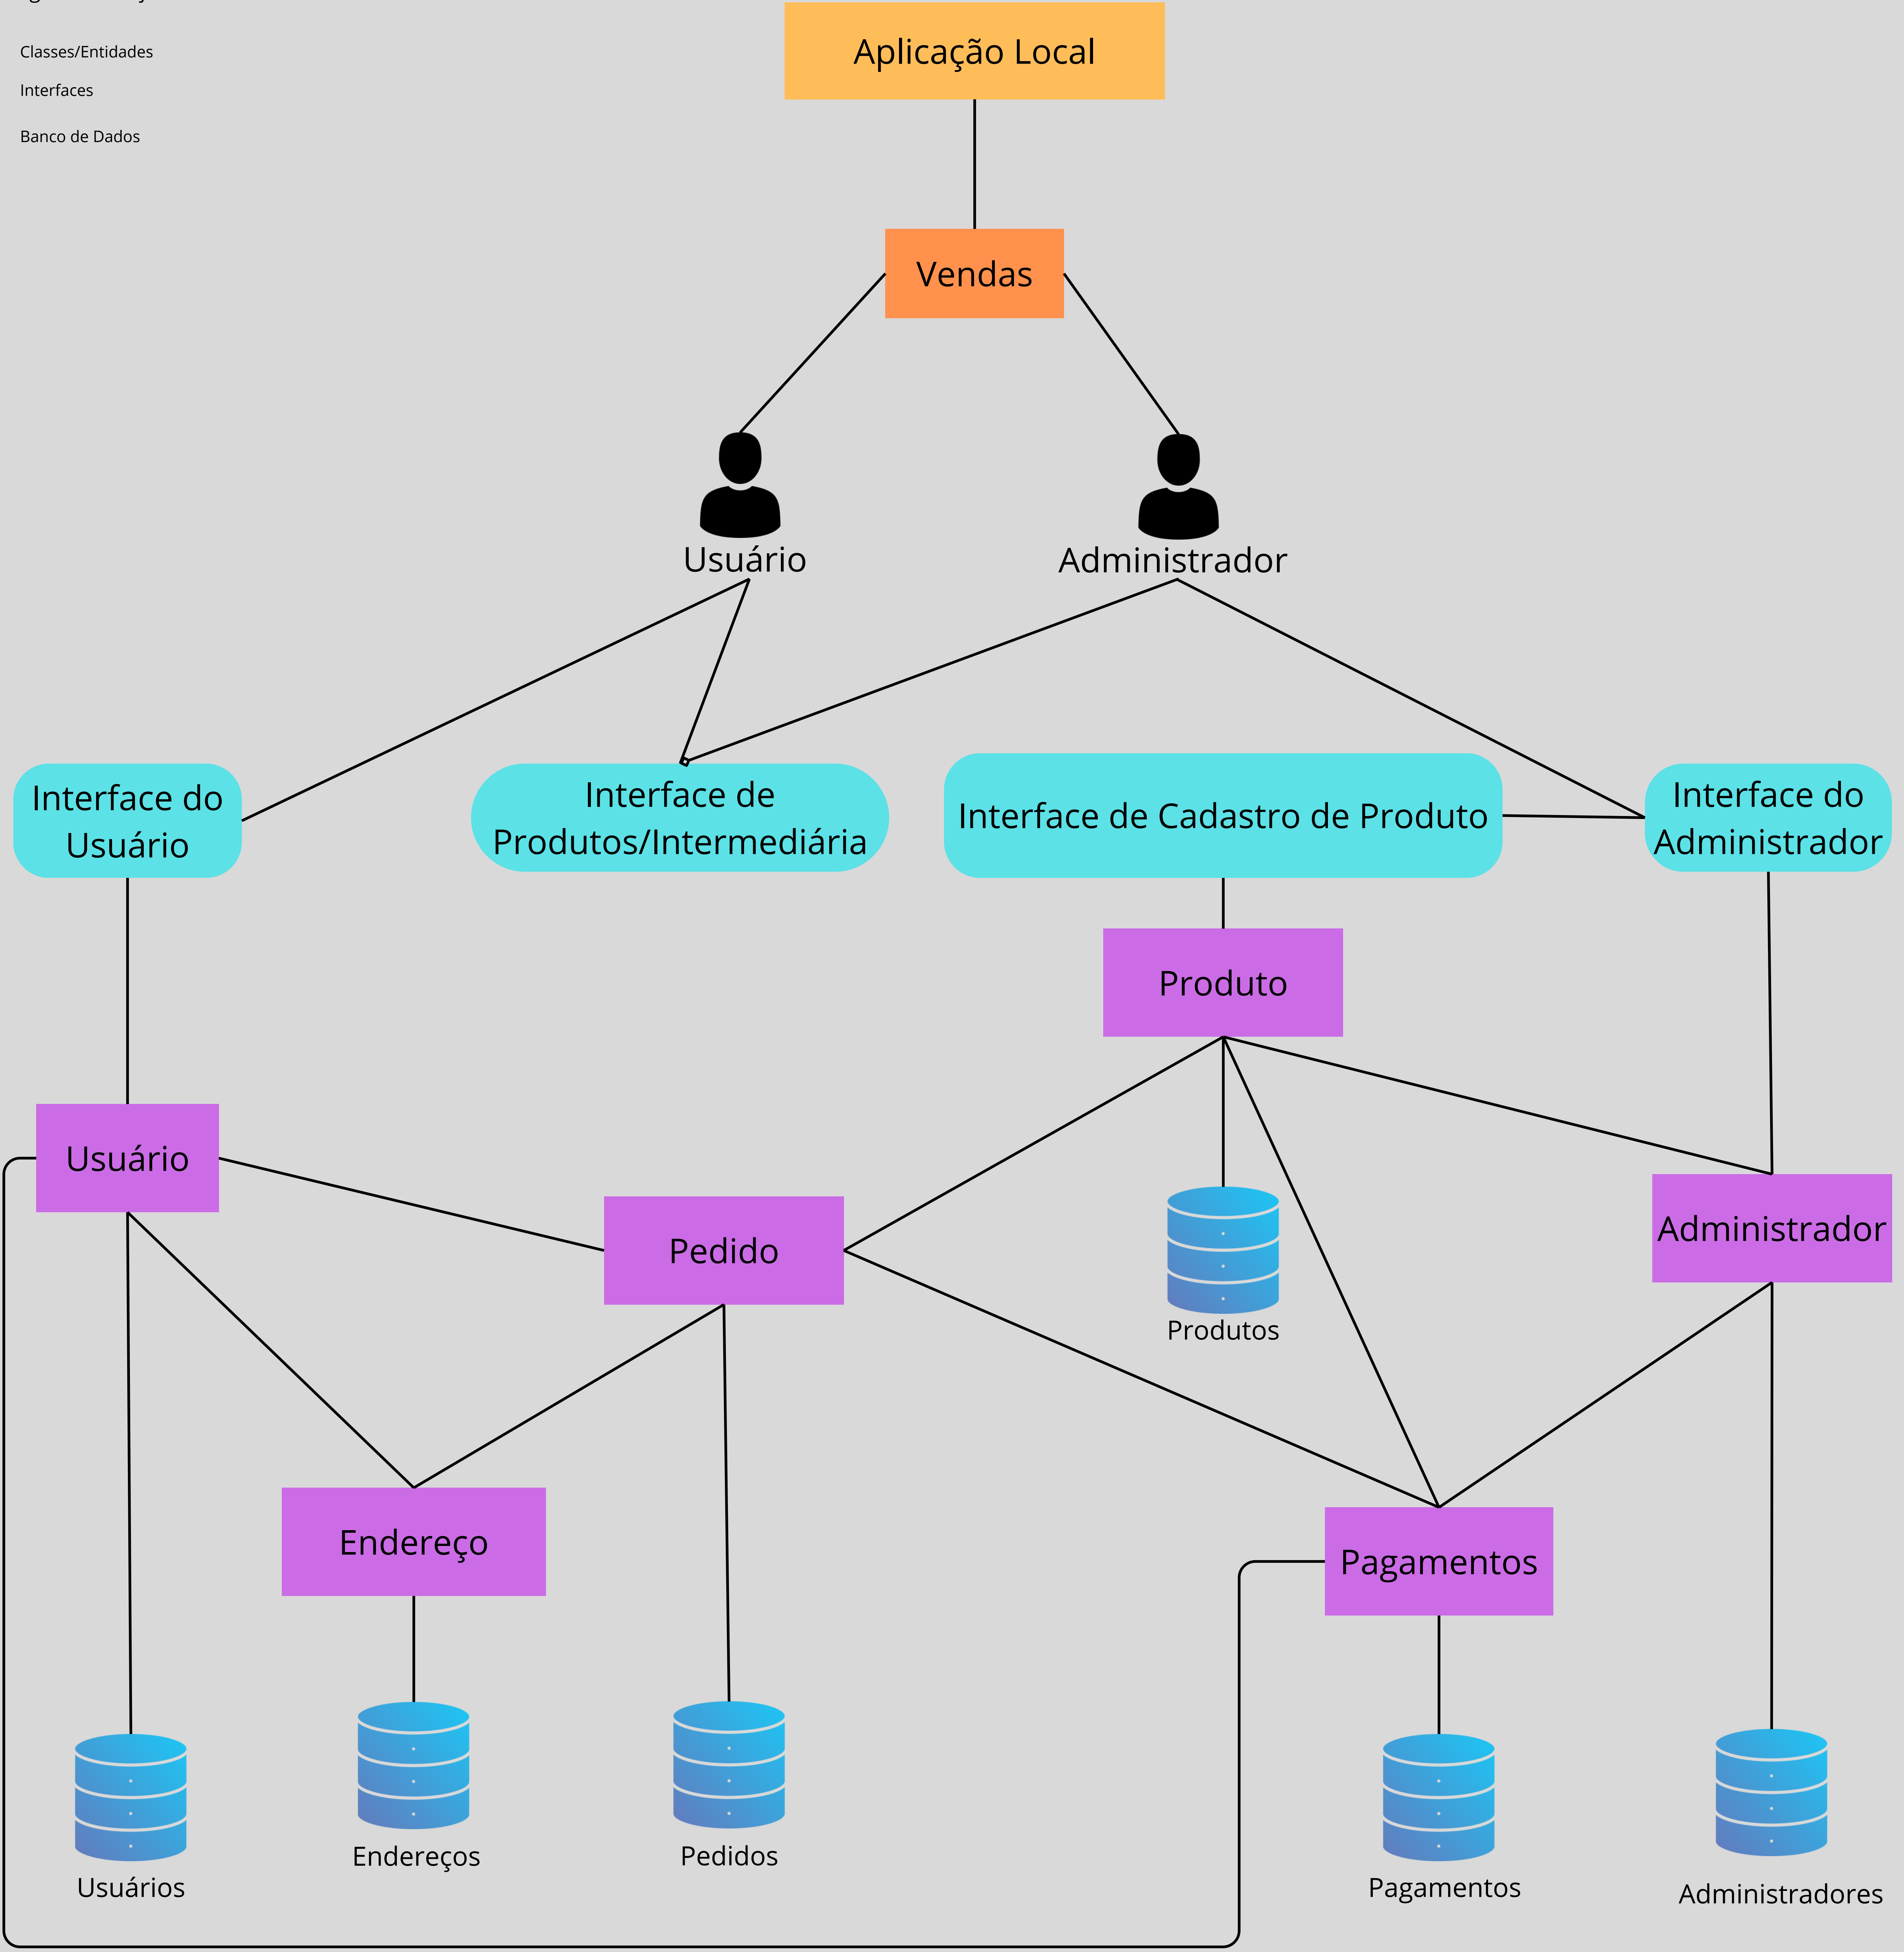 Classes/Entidades
Interfaces
Banco de Dados
Aplicação Local
Vendas
Usuário
Administrador
Interface do
Usuário
Interface de
Produtos/Intermediária
Interface de Cadastro de Produto
Interface do
Administrador
Produto
Usuário
Pedido
Administrador
Produtos
Endereço
Pagamentos
Endereços
Pedidos
Usuários
Pagamentos
Administradores